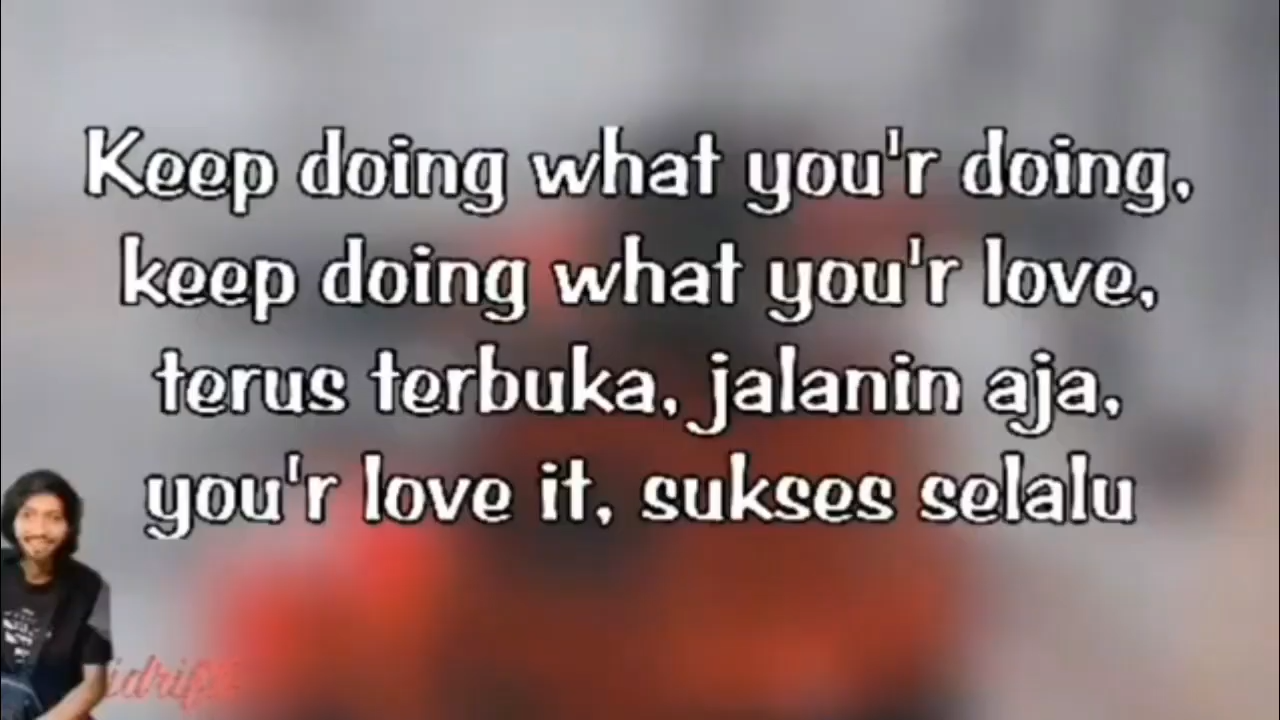 Keep doing what you'r doing,
keep doing what you'r love,
terus terbuka, jalanin aja,
you'r love it, sukses selalu